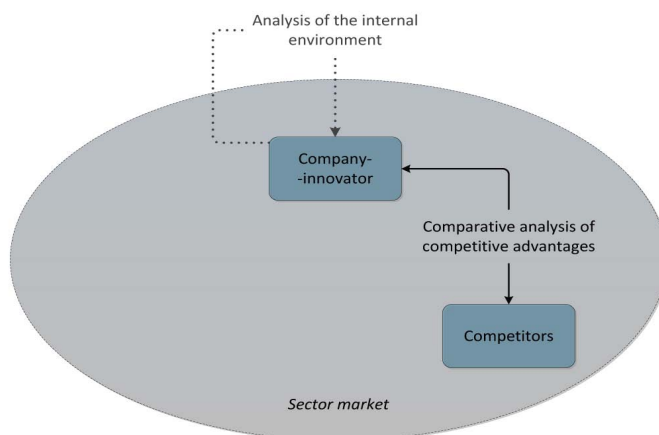 Analysis of the internal
environment
Company-
-innovator
Comparative analysis of
competitive advantages
Competitors
Sector market